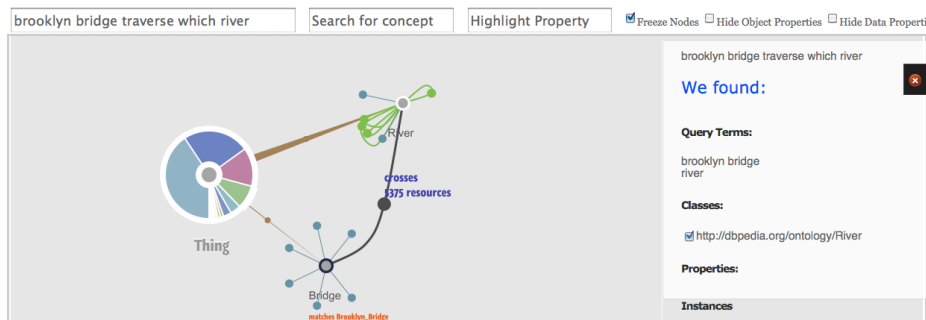 brooklyn bridge traverse which river
Search for concept
Highlight Property
Freeze Nodes
Hide Object Properties
Hide Data Properti
brooklyn bridge traverse which river
We found:
River
Query Terms:
brooklyn bridge
river
crosses
5375 resources
Classes:
http://dbpedia.org/ontology/River
Thing
Properties:
Bridge
Instances
matches Brooklyn_Bridge